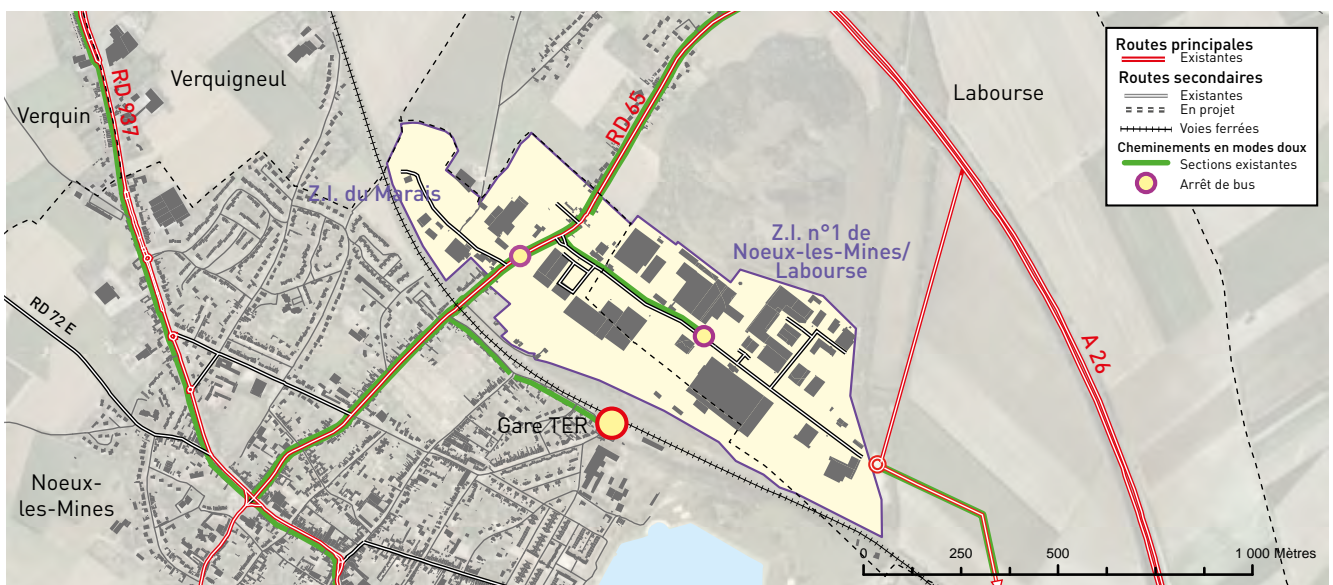 Verquigneul
Verquin
RD 937
RD 65
Labourse
Z.I. du Marais
Z.I. n°1 de
Noeux-les-Mines/
Labourse
RD 72 E
A 26
Gare TER
Noeux-
les-Mines
Routes principales
Existantes
Routes secondaires
Existantes
En projet
Voies ferrées
Cheminements en modes doux
Sections existantes
Arrêt de bus
0 250 500 1 000 Mètres